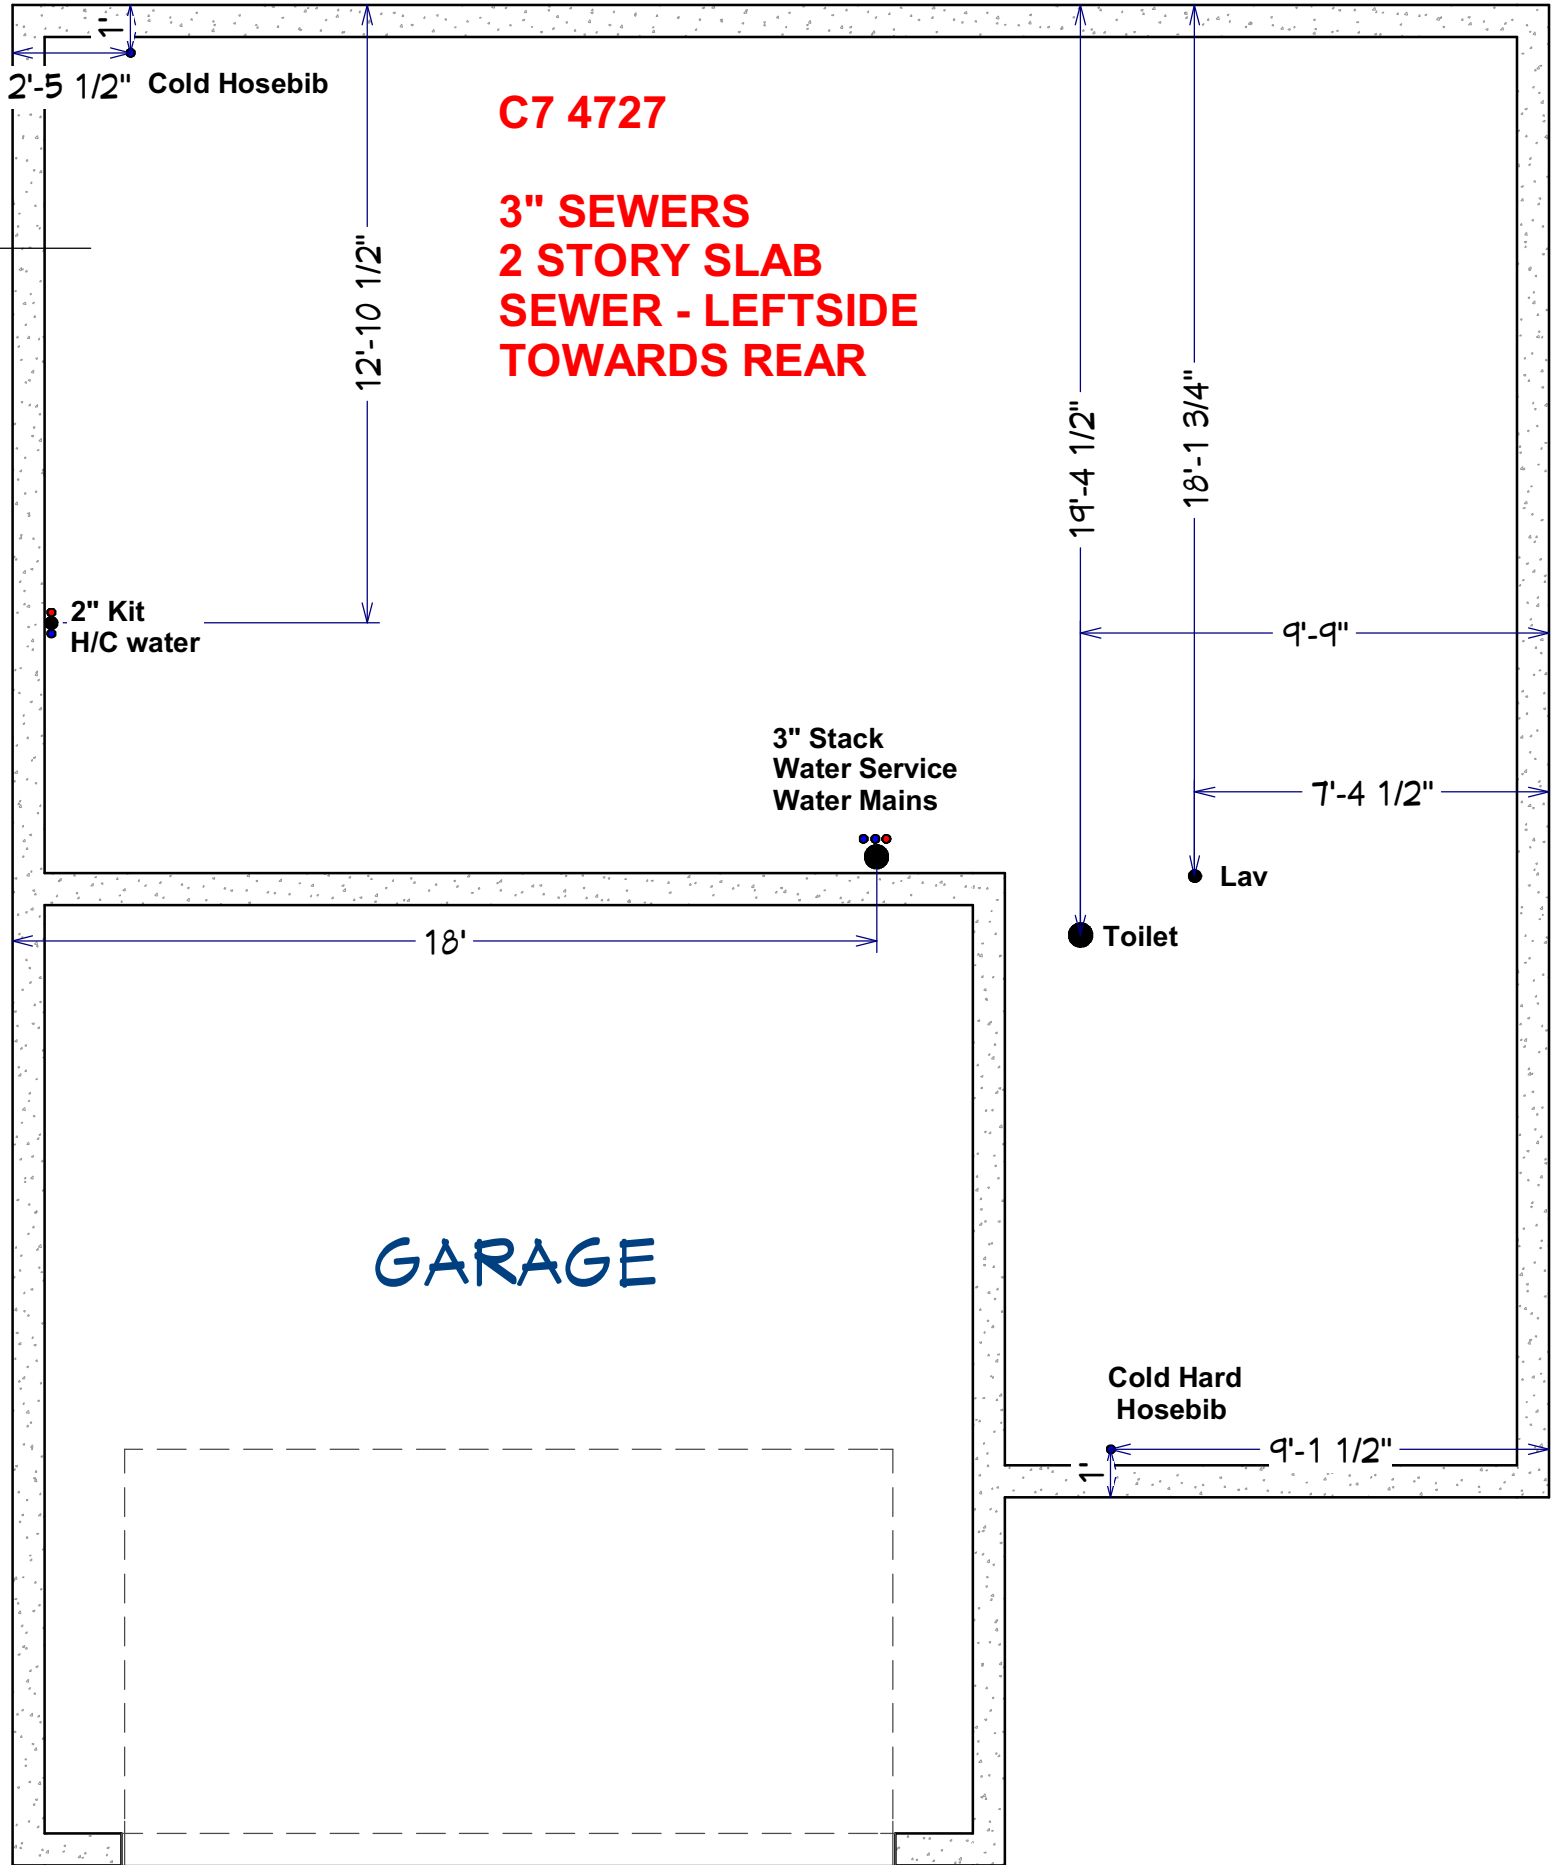 1'
2'-5 1/2" Cold Hosebib
C7 4727
3" SEWERS
2 STORY SLAB
SEWER - LEFTSIDE
TOWARDS REAR
12'-10 1/2"
19'-4 1/2"
18'-1 3/4"
2" Kit
H/C water
9'-9"
3" Stack
Water Service
Water Mains
7'-4 1/2"
Lav
Toilet
18'
GARAGE
Cold Hard
Hosebib
9'-1 1/2"
1'